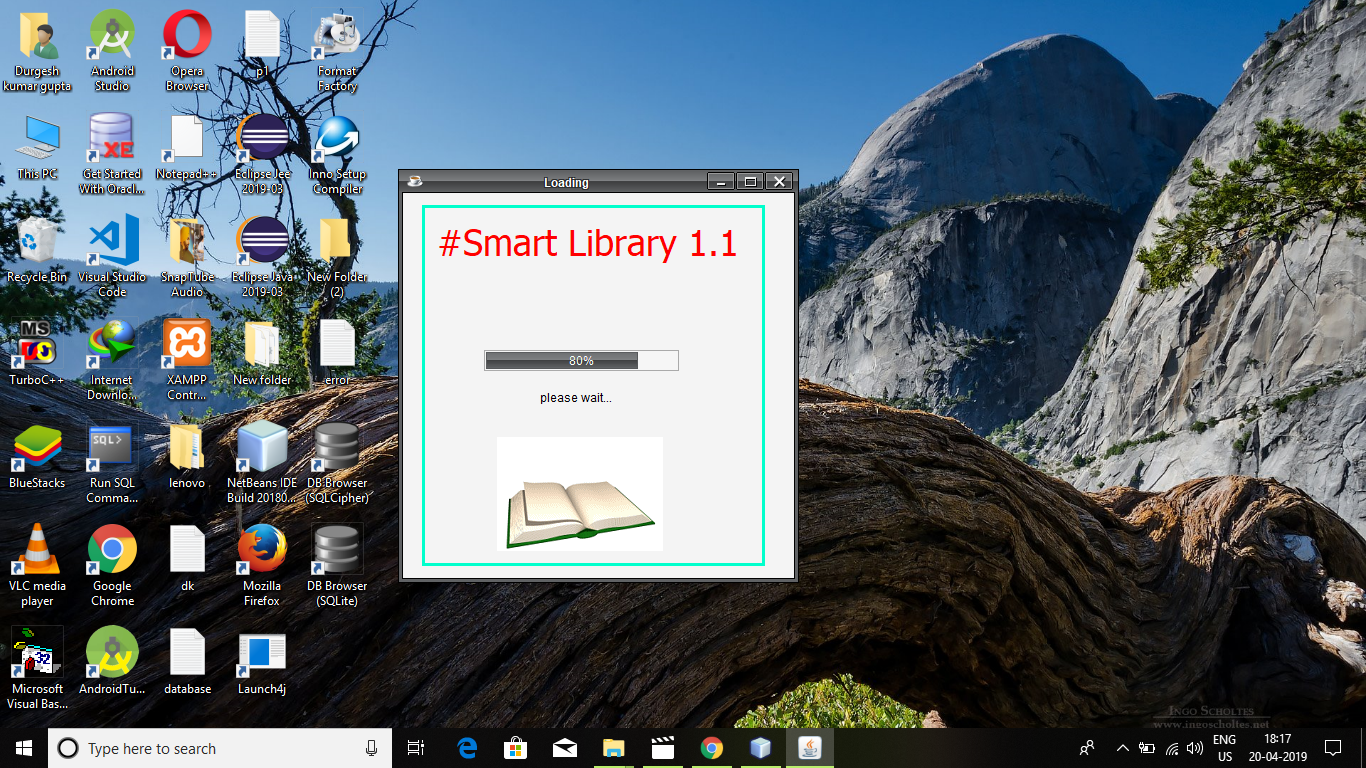 Durgesh
kumar gupta
Android
Studio
Opera
Browser
p1
Format
Factory
This PC
Get Started
With Oracl...
XE
Notepad++
Eclipse Jee
2019-03
Inno Setup
Compiler
Recycle Bin
Visual Studio
Code
SnapTube
Audio
Eclipse Java
2019-03
New Folder
(2)
MS
TurboC++
Internet
Downlo...
XAMPP
Contr...
New folder
error
BlueStacks
SQL>
Run SQL
Comma...
lenovo
NetBeans IDE
Build 20180...
DB Browser
(SQLCipher)
VLC media
player
Google
Chrome
dk
Mozilla
Firefox
DB Browser
(SQLite)
32
Microsoft
Visual Bas...
AndroidTu...
database
Launch4j
Loading
#Smart Library 1.1
80%
please wait...
INGO SCHOLTES
www.ingoscholtes.net
Type here to search
ENG
US
18:17
20-04-2019